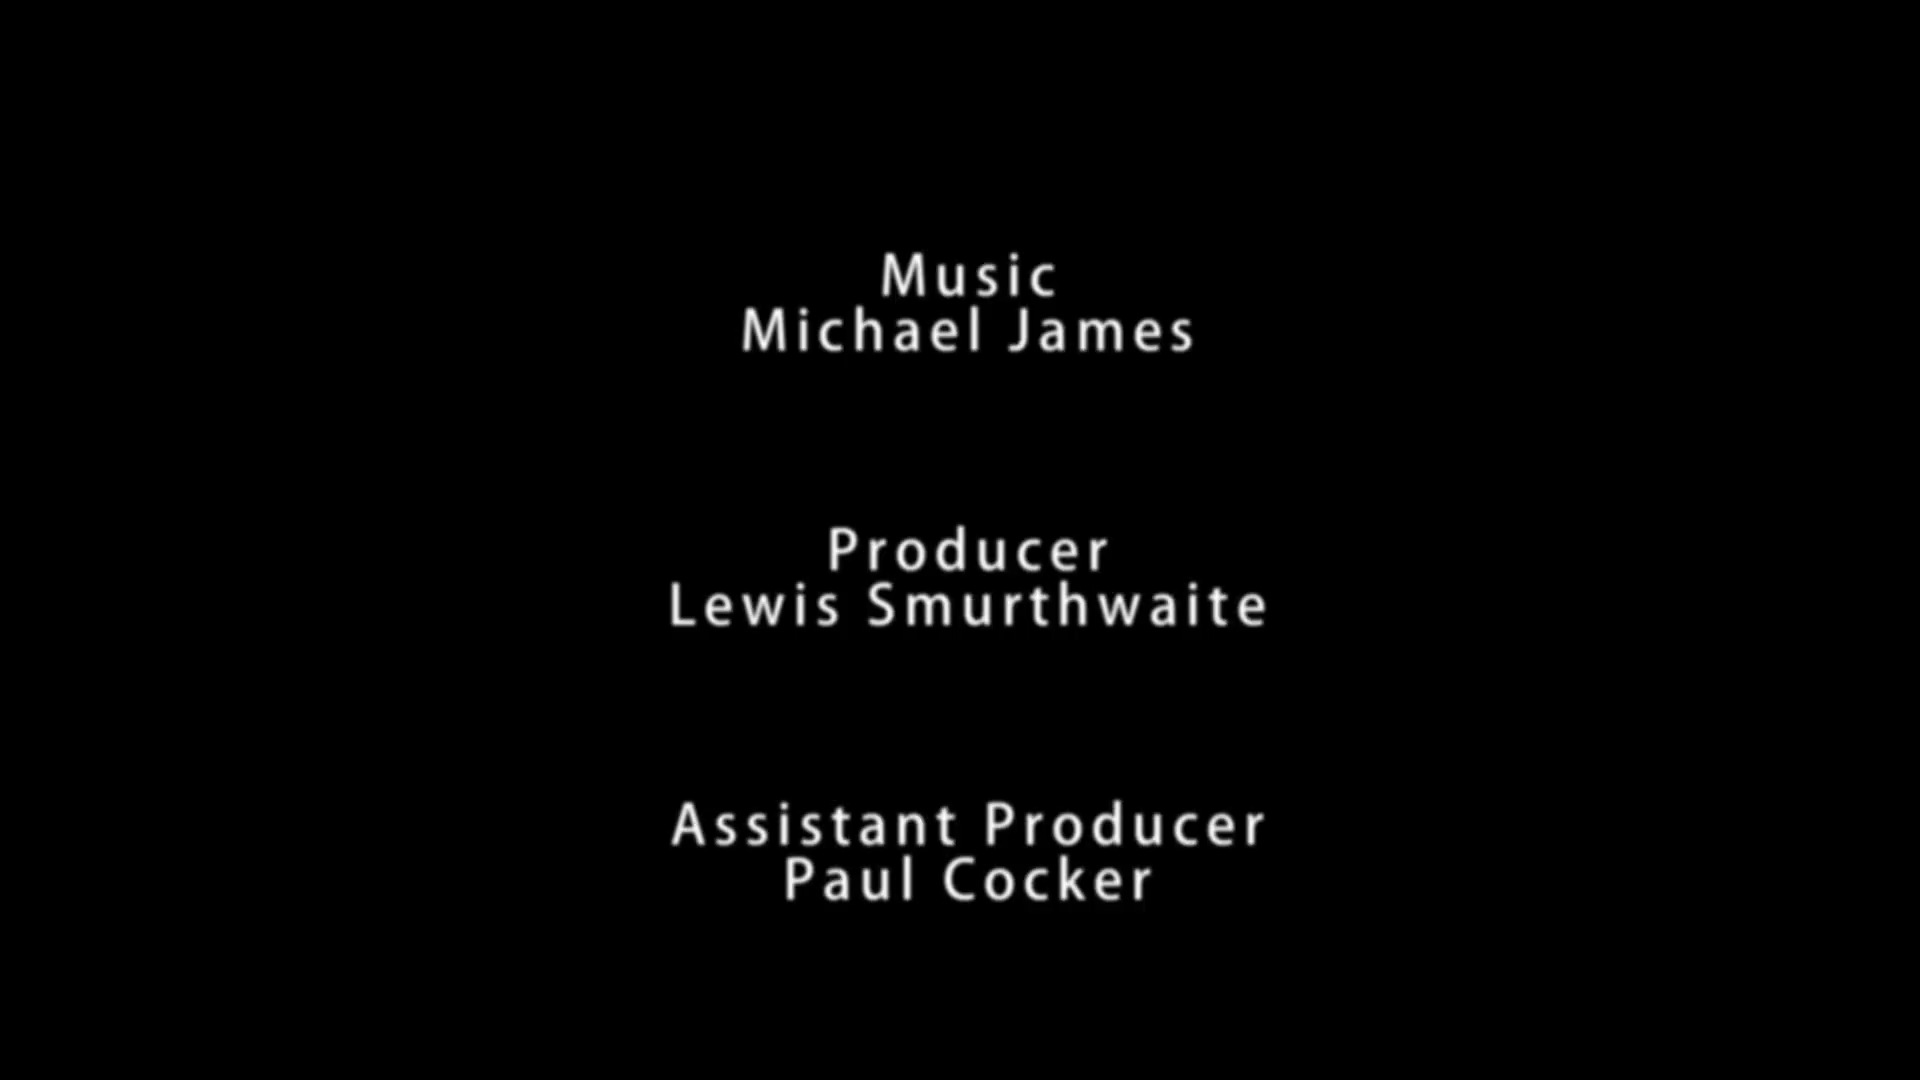 Music
Michael James
Producer
Lewis Smurthwaite
Assistant Producer
Paul Cocker